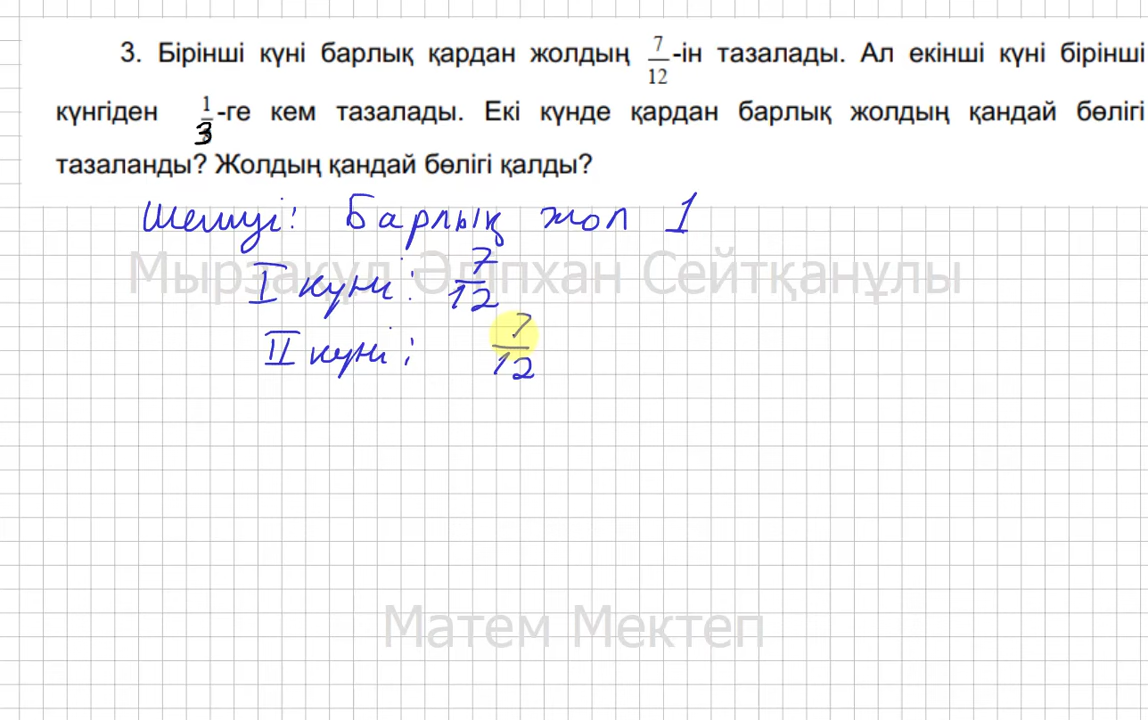 3. Бірінші күні барлық қардан жолдың 7/12-ін тазалады. Ал екінші күні бірінші
күнгіден 1/3-ге кем тазалады. Екі күнде қардан барлық жолдың қандай бөлігі
тазаланды? Жолдың қандай бөлігі қалды?
Шешуі: Барлық жол 1
Мырзақұл Әліпхан Сейтқанұлы
I күні: 7/12
II күні: 7/12
Матем Мектеп